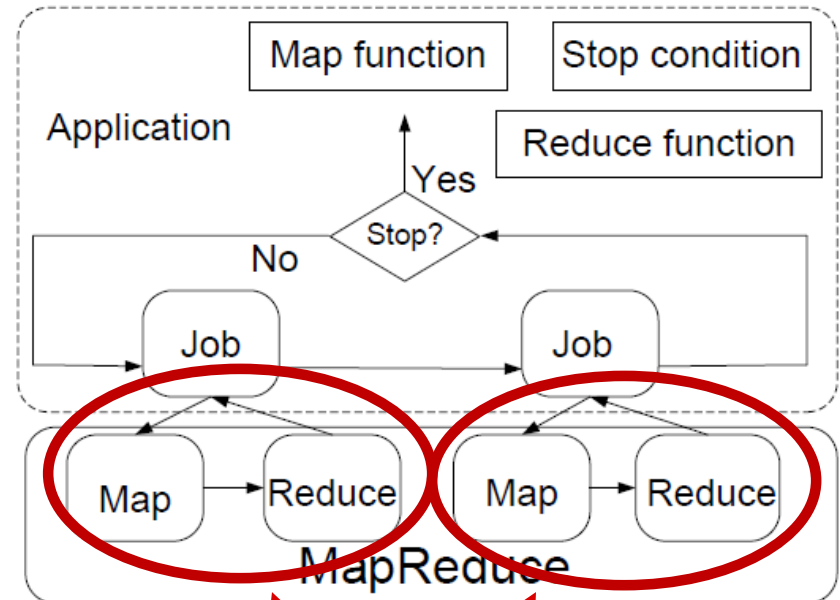 Map function
Stop condition
Application
Reduce function
Yes
Stop?
No
Job
Job
Map
Reduce
Map
Reduce
MapReduce